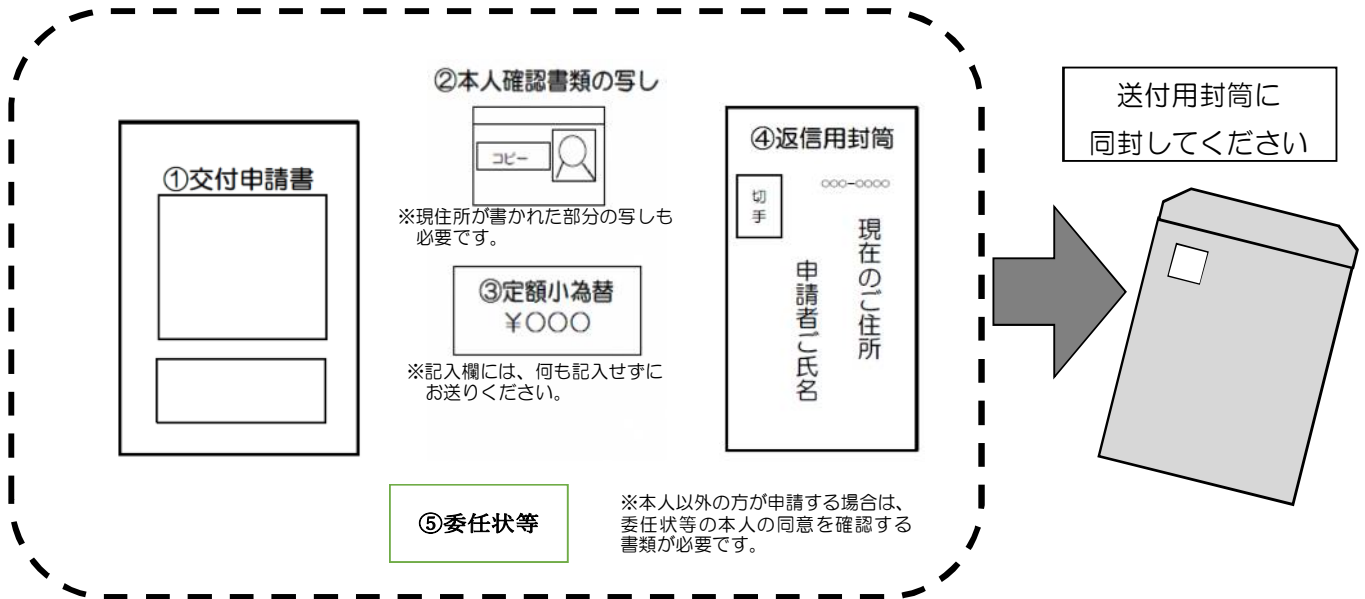 ①交付申請書
②本人確認書類の写し
コピー
※現住所が書かれた部分の写しも
必要です。
③定額小為替
¥〇〇〇
※記入欄には、何も記入せずに
お送りください。
④返信用封筒
切手
○○○-○○○○
現在のご住所
申請者ご氏名
⑤委任状等
※本人以外の方が申請する場合は、
委任状等の本人の同意を確認する
書類が必要です。
送付用封筒に
同封してください